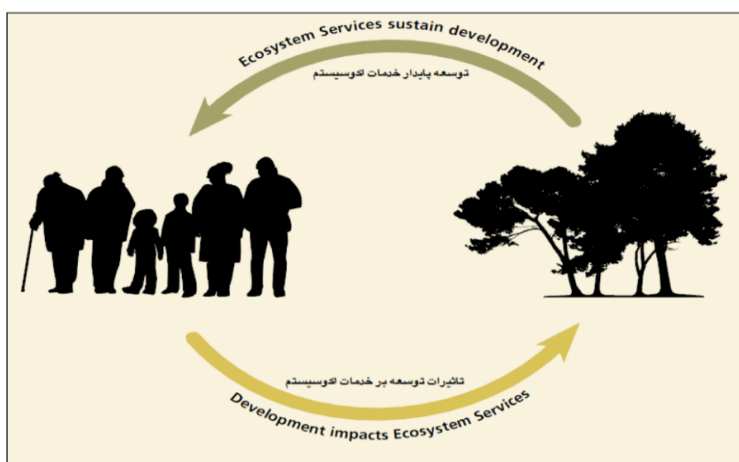 Ecosystem Services sustain development
توسعه پایدار خدمات اکوسیستم
تاثیرات توسعه بر خدمات اکوسیستم
Development impacts Ecosystem Services